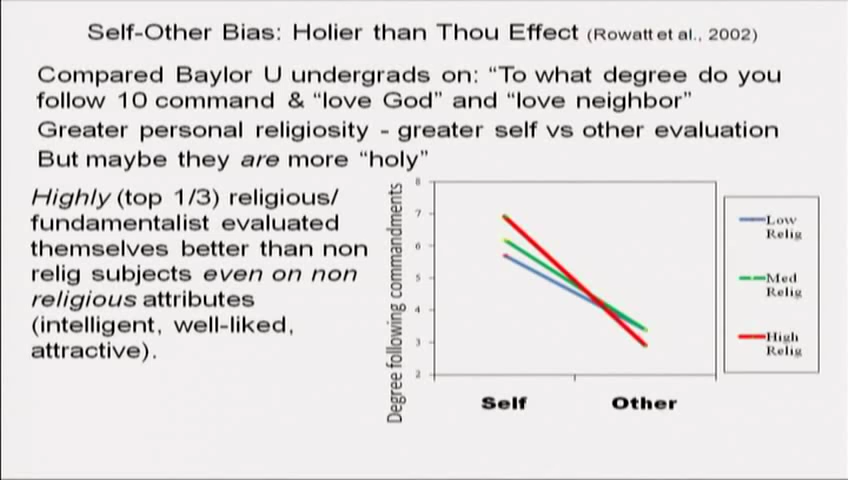 Self-Other Bias: Holier than Thou Effect (Rowatt et al., 2002)
Compared Baylor U undergrads on: “To what degree do you
follow 10 command & “love God” and “love neighbor”
Greater personal religiosity - greater self vs other evaluation
But maybe they are more “holy”
Highly (top 1/3) religious/
fundamentalist evaluated
themselves better than non
relig subjects even on non
religious attributes
(intelligent, well-liked,
attractive).
Degree following commandments
8
7
6
5
4
3
2
Self Other
Low
Relig
Med
Relig
High
Relig